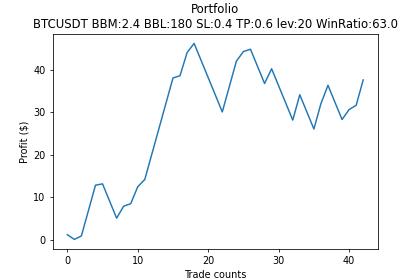 Portfolio
BTCUSDT BBM:2.4 BBL:180 SL:0.4 TP:0.6 lev:20 WinRatio:63.0
Profit ($)
40
30
20
10
0
0 10 20 30 40
Trade counts